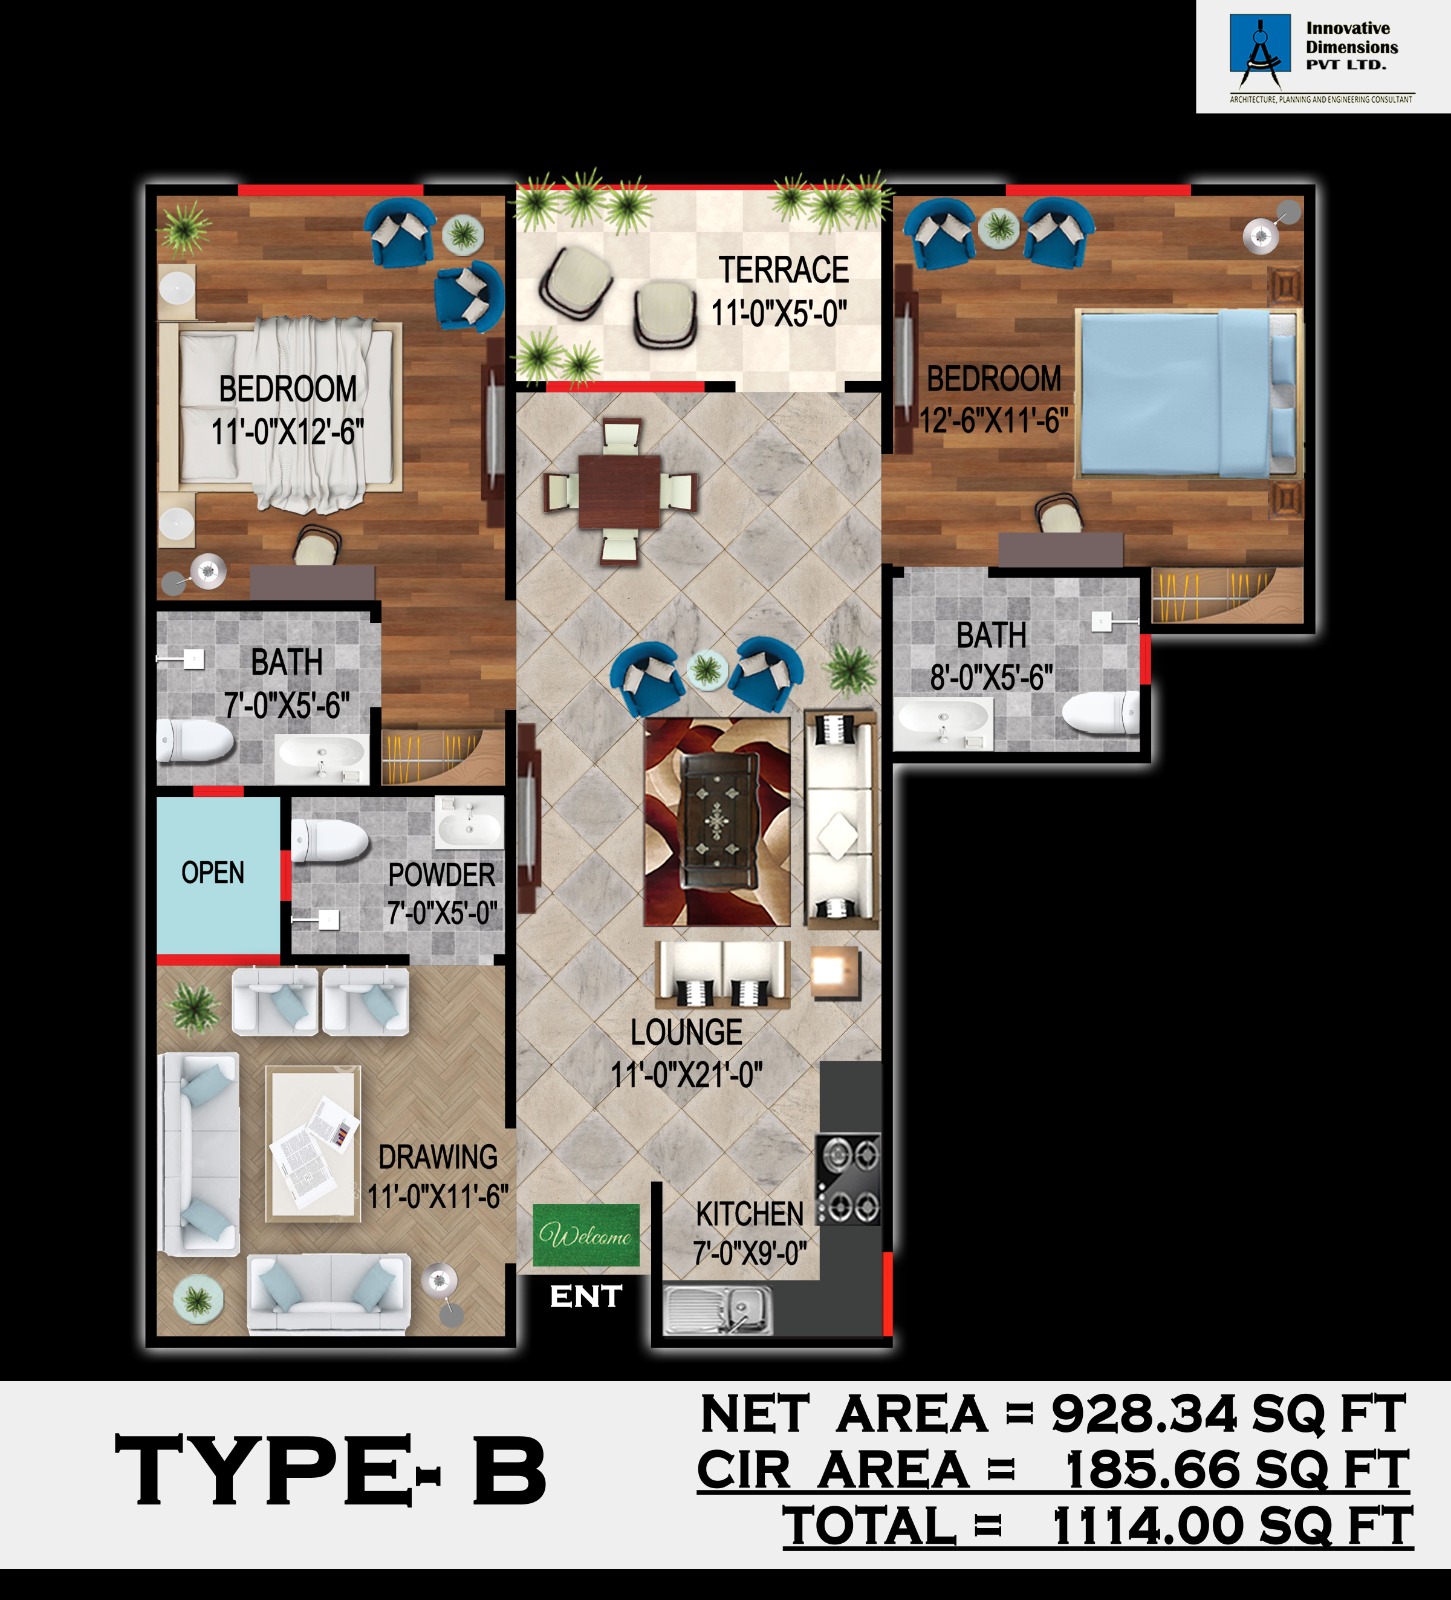 Innovative
Dimensions
PVT LTD.
ARCHITECTURE, PLANNING AND ENGINEERING CONSULTANT
TERRACE
11'-0"X5'-0"
BEDROOM
11'-0"X12'-6"
BEDROOM
12'-6"X11'-6"
BATH
7'-0"X5'-6"
BATH
8'-0"X5'-6"
OPEN
POWDER
7'-0"X5'-0"
LOUNGE
11'-0"X21'-0"
DRAWING
11'-0"X11'-6"
KITCHEN
7'-0"X9'-0"
Welcome
ENT
TYPE- B
NET AREA = 928.34 SQ FT
CIR AREA = 185.66 SQ FT
TOTAL = 1114.00 SQ FT